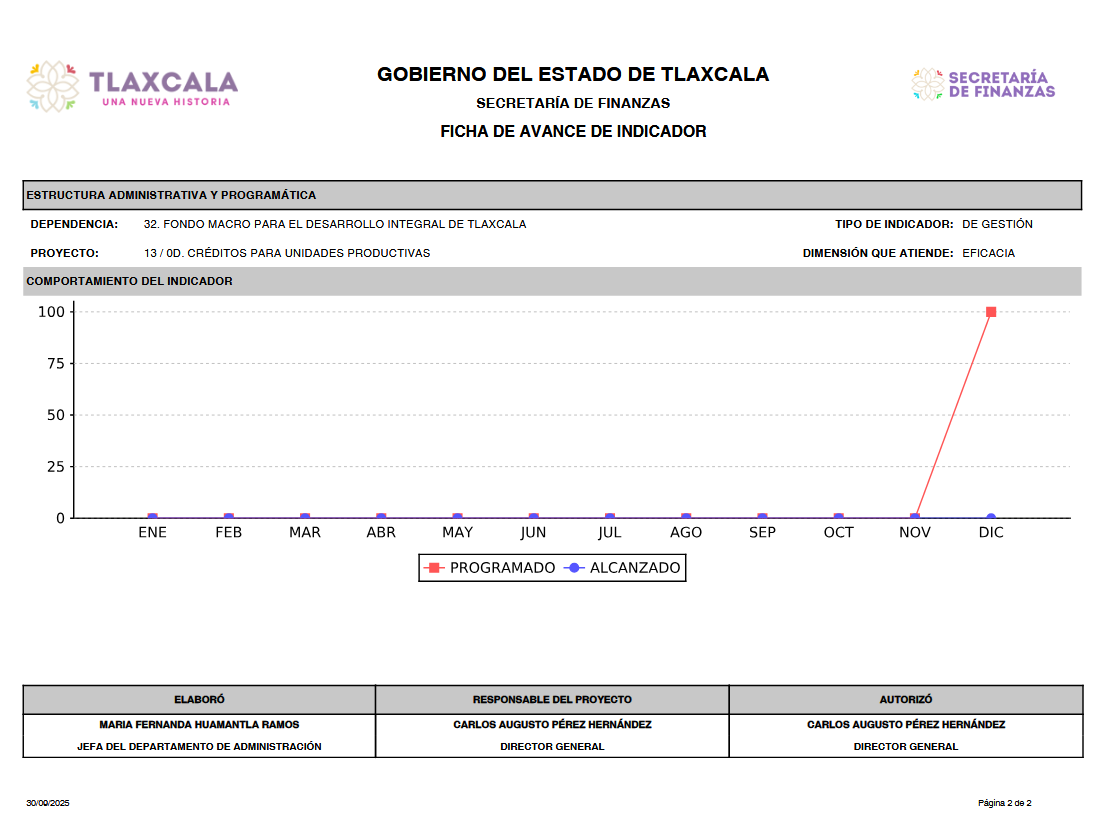 TLAXCALA
UNA NUEVA HISTORIA
GOBIERNO DEL ESTADO DE TLAXCALA
SECRETARÍA DE FINANZAS
FICHA DE AVANCE DE INDICADOR
SECRETARÍA
DE FINANZAS
ESTRUCTURA ADMINISTRATIVA Y PROGRAMÁTICA
DEPENDENCIA: 32. FONDO MACRO PARA EL DESARROLLO INTEGRAL DE TLAXCALA TIPO DE INDICADOR: DE GESTIÓN
PROYECTO: 13 / 0D. CRÉDITOS PARA UNIDADES PRODUCTIVAS DIMENSIÓN QUE ATIENDE: EFICACIA
COMPORTAMIENTO DEL INDICADOR
100
75
50
25
0
ENE FEB MAR ABR MAY JUN JUL AGO SEP OCT NOV DIC
PROGRAMADO ALCANZADO
ELABORÓ RESPONSABLE DEL PROYECTO AUTORIZÓ
MARIA FERNANDA HUAMANTLA RAMOS CARLOS AUGUSTO PÉREZ HERNÁNDEZ CARLOS AUGUSTO PÉREZ HERNÁNDEZ
JEFA DEL DEPARTAMENTO DE ADMINISTRACIÓN DIRECTOR GENERAL DIRECTOR GENERAL
30/09/2025 Página 2 de 2